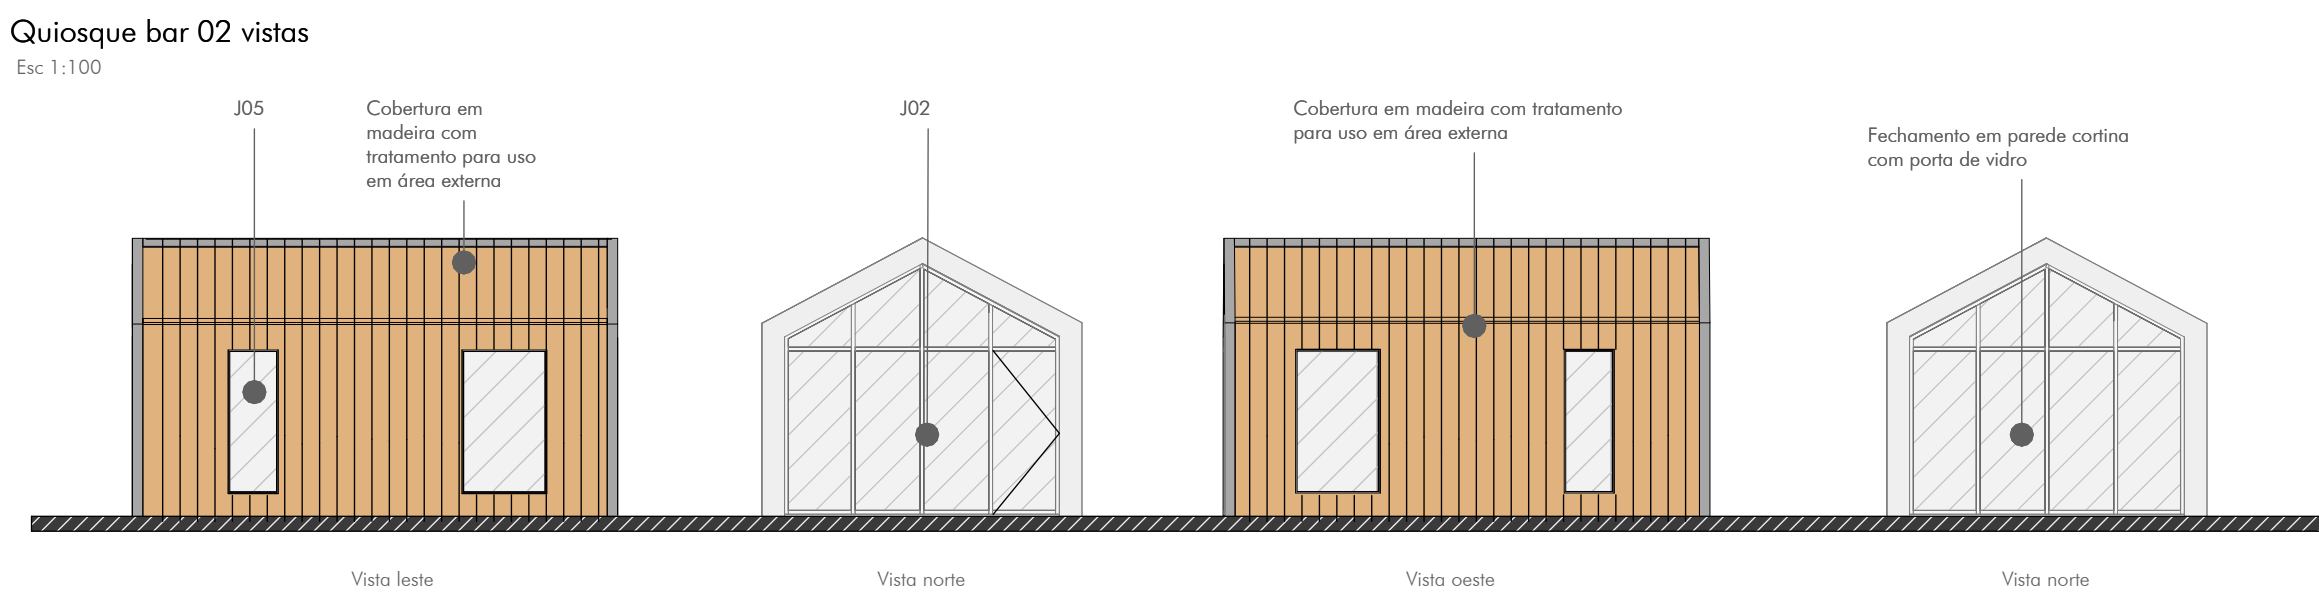 Quiosque bar 02 vistas
Esc 1:100
J05
Cobertura em
madeira com
tratamento para uso
em área externa
J02
Cobertura em madeira com tratamento
para uso em área externa
Fechamento em parede cortina
com porta de vidro
Vista leste
Vista norte
Vista oeste
Vista norte